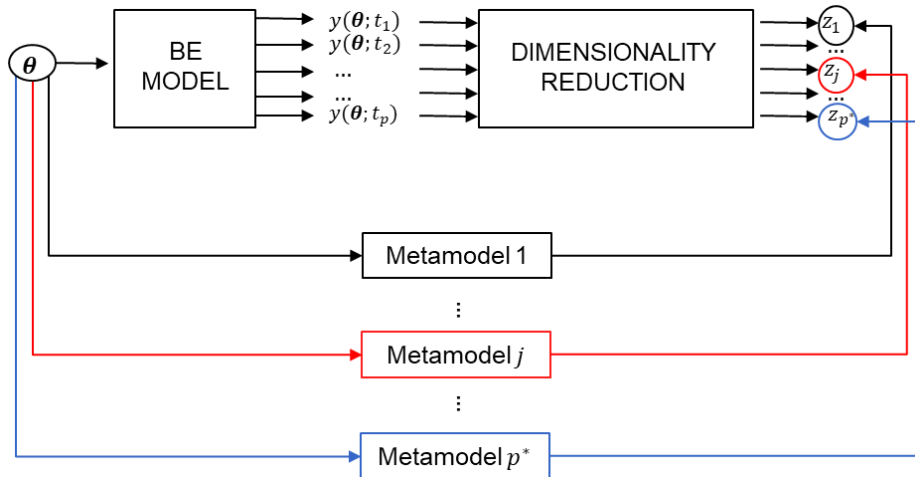 𝜽
BE
MODEL
y(𝜽; t₁)
y(𝜽; t₂)
...
...
y(𝜽; tₚ)
DIMENSIONALITY
REDUCTION
z₁
...
zⱼ
...
zₚ*
Metamodel 1
⋮
Metamodel j
⋮
Metamodel p*